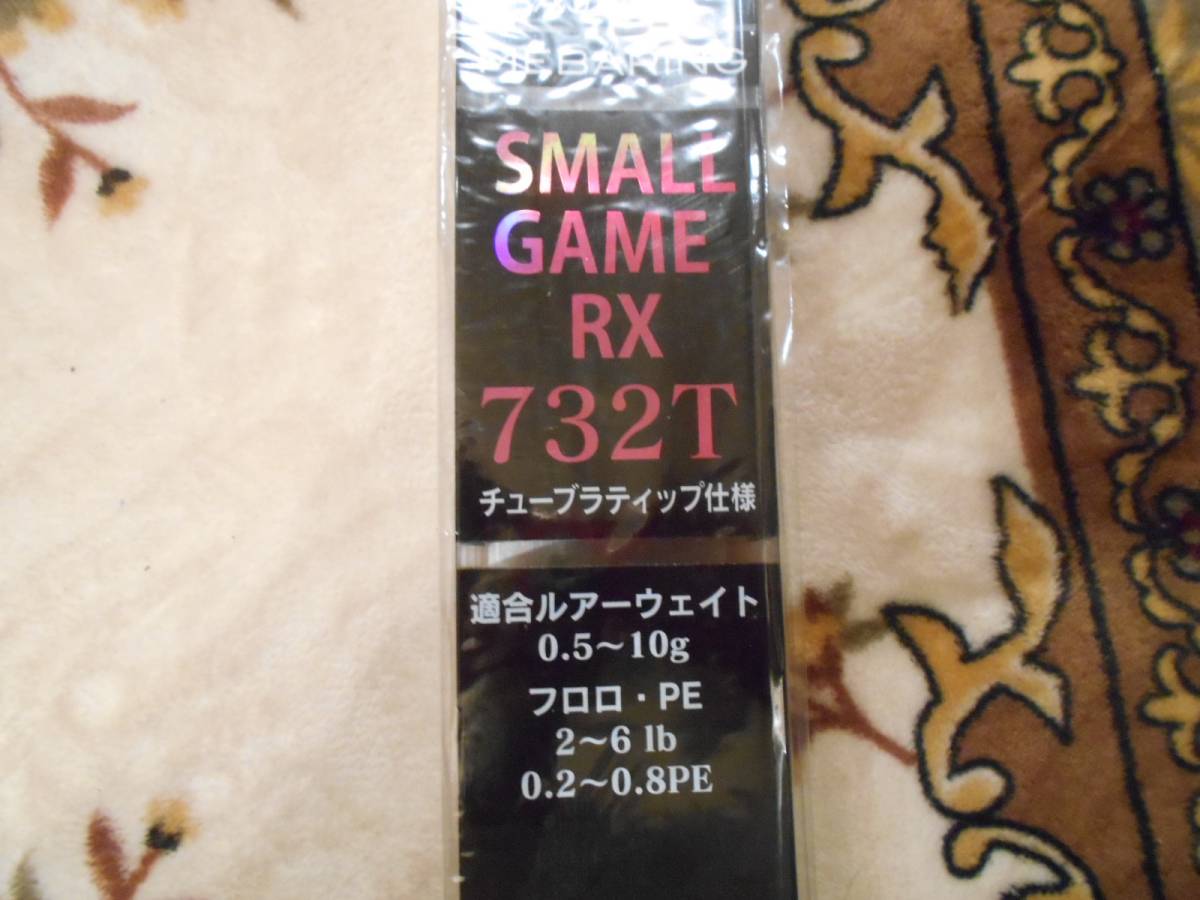 MEBARING
SMALL
GAME
RX
732T
チューブラティップ仕様
適合ルアーウェイト
0.5〜10g
フロロ・PE
2〜6 lb
0.2〜0.8PE